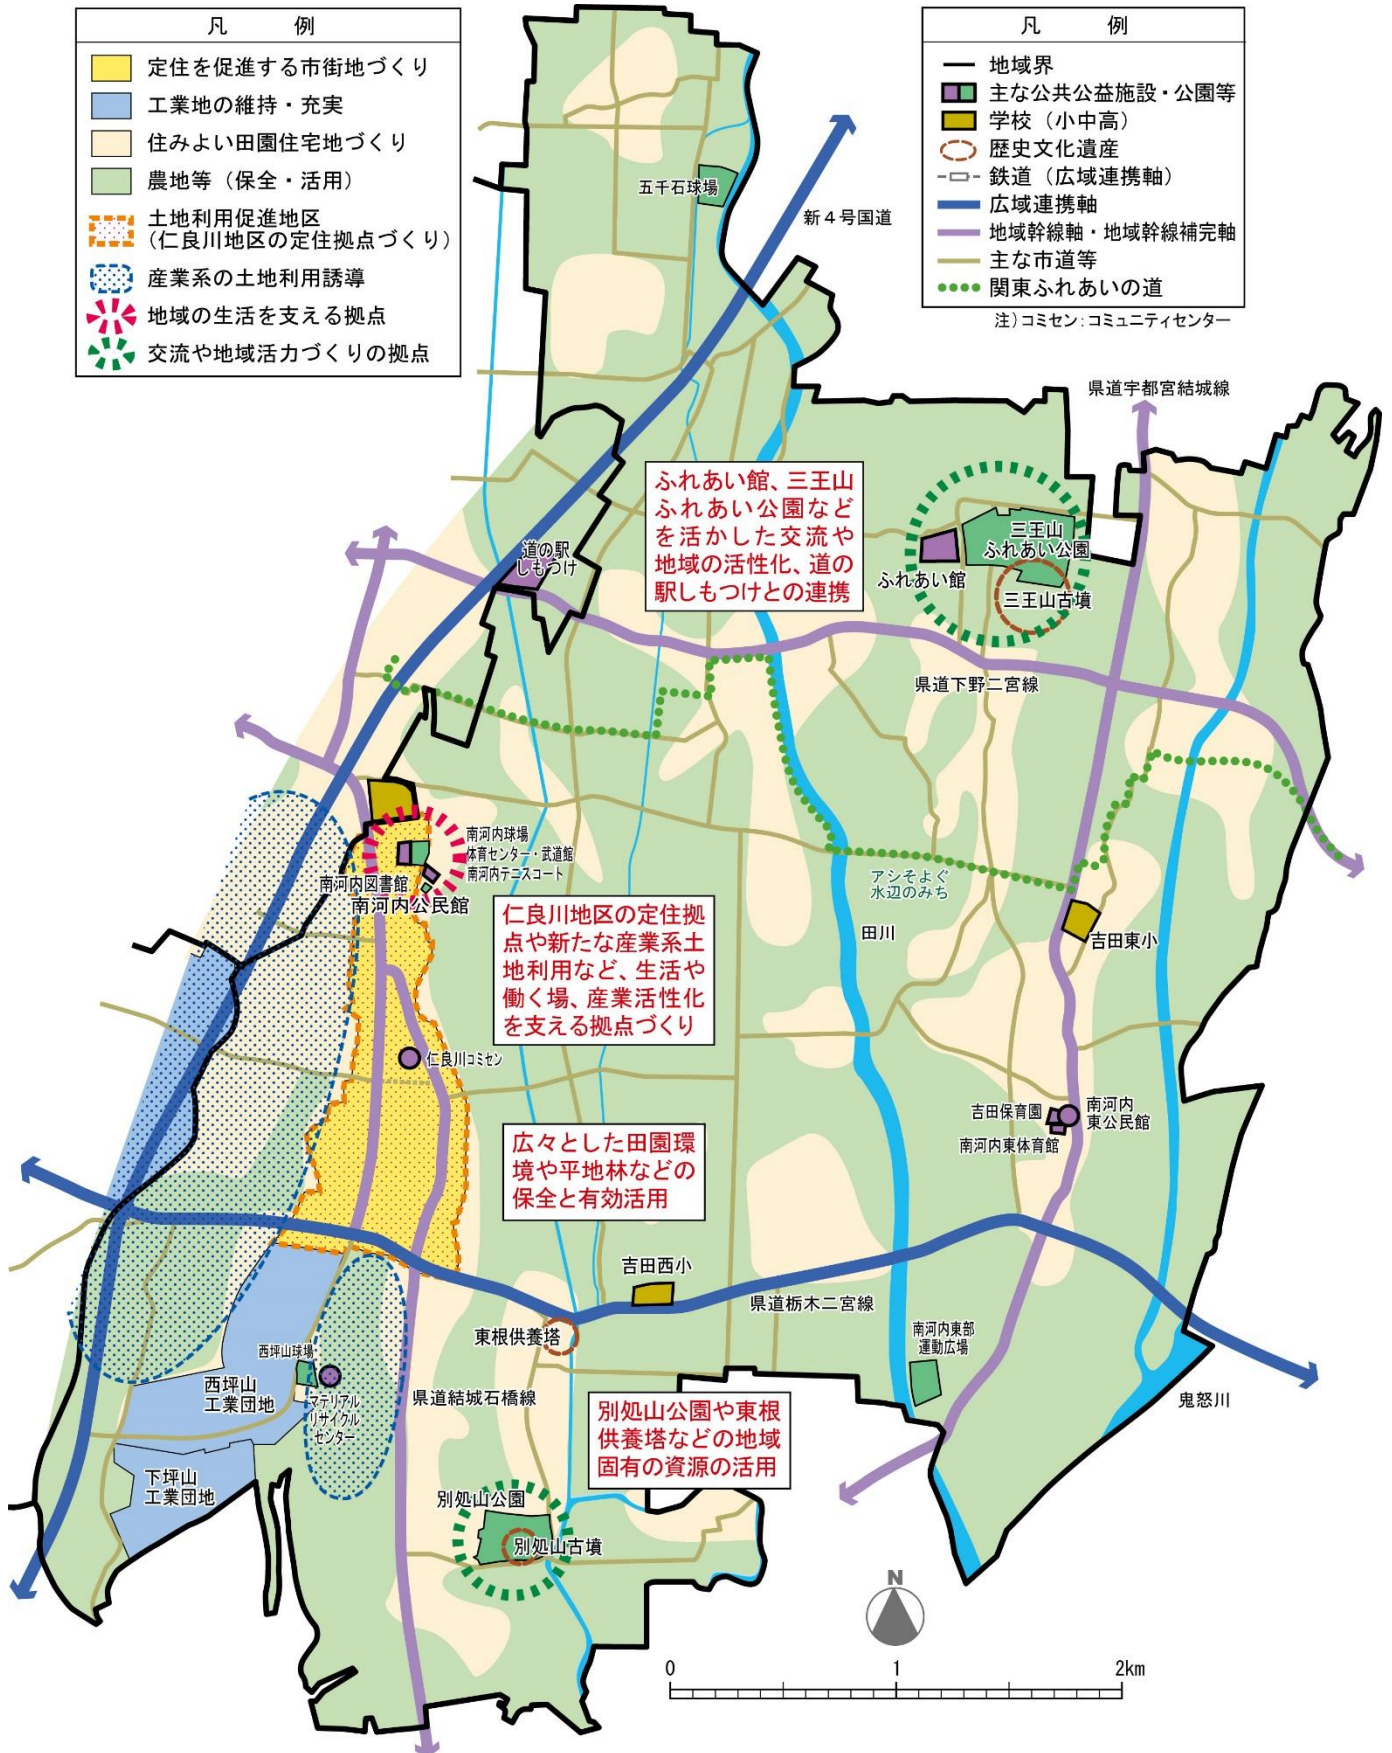 凡 例
定住を促進する市街地づくり
工業地の維持・充実
住みよい田園住宅地づくり
農地等（保全・活用）
土地利用促進地区
（仁良川地区の定住拠点づくり）
産業系の土地利用誘導
地域の生活を支える拠点
交流や地域活力づくりの拠点
凡 例
地域界
主な公共公益施設・公園等
学校（小中高）
歴史文化遺産
鉄道（広域連携軸）
広域連携軸
地域幹線軸・地域幹線補完軸
主な市道等
関東ふれあいの道
注）コミセン：コミュニティセンター
五千石球場
新４号国道
県道宇都宮結城線
ふれあい館、三王山
ふれあい公園など
を活かした交流や
地域の活性化、道の
駅しもつけとの連携
道の駅
しもつけ
三王山
ふれあい公園
ふれあい館
三王山古墳
県道下野二宮線
南河内球場
体育センター・武道館
南河内テニスコート
南河内図書館
南河内公民館
アシそよぐ
水辺のみち
仁良川地区の定住拠
点や新たな産業系土
地利用など、生活や
働く場、産業活性化
を支える拠点づくり
田川
吉田東小
仁良川コミセン
吉田保育園
南河内
東公民館
南河内東体育館
広々とした田園環
境や平地林などの
保全と有効活用
吉田西小
県道栃木二宮線
東根供養塔
南河内東部
運動広場
西坪山球場
西坪山
工業団地
マテリアル
リサイクル
センター
県道結城石橋線
鬼怒川
別処山公園や東根
供養塔などの地域
固有の資源の活用
下坪山
工業団地
別処山公園
別処山古墳
N
0 1 2km